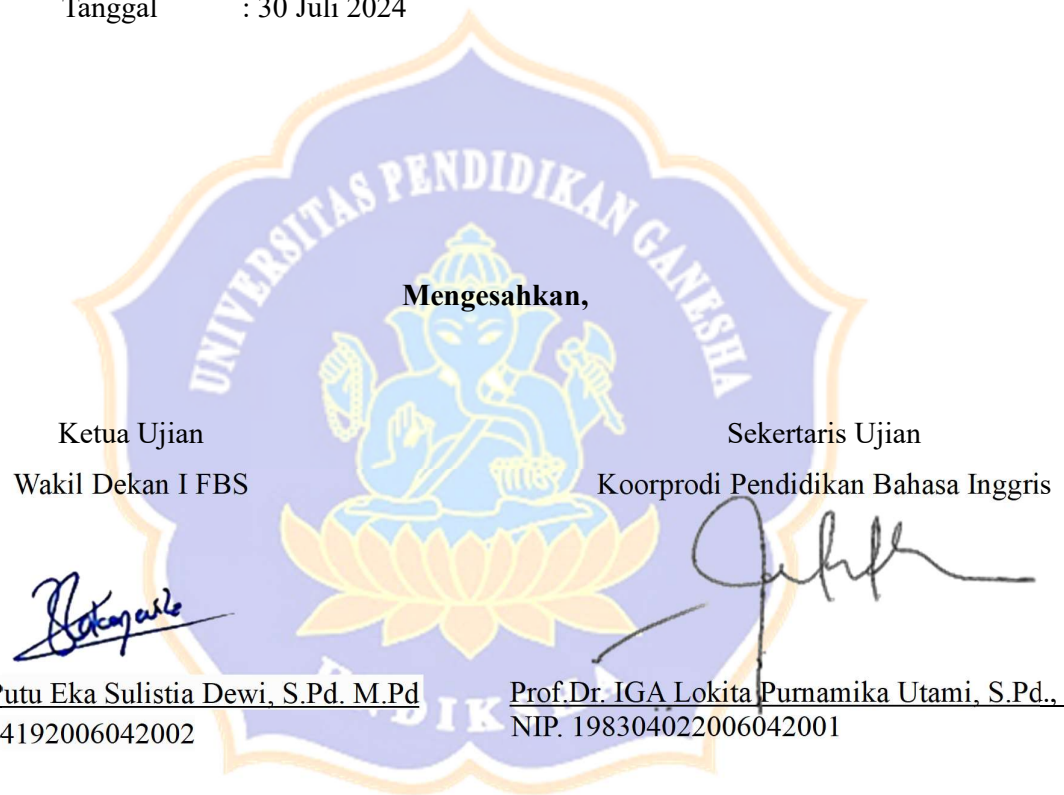 Tanggal : 30 Juli 2024
UNIVERSITAS PENDIDIKAN GANESHA
Mengesahkan,
Ketua Ujian
Sekertaris Ujian
Wakil Dekan I FBS
Koorprodi Pendidikan Bahasa Inggris
Putu Eka Sulistia Dewi, S.Pd. M.Pd
Prof.Dr. IGA Lokita Purnamika Utami, S.Pd.,
4192006042002
NIP. 198304022006042001
UNDIKSHA